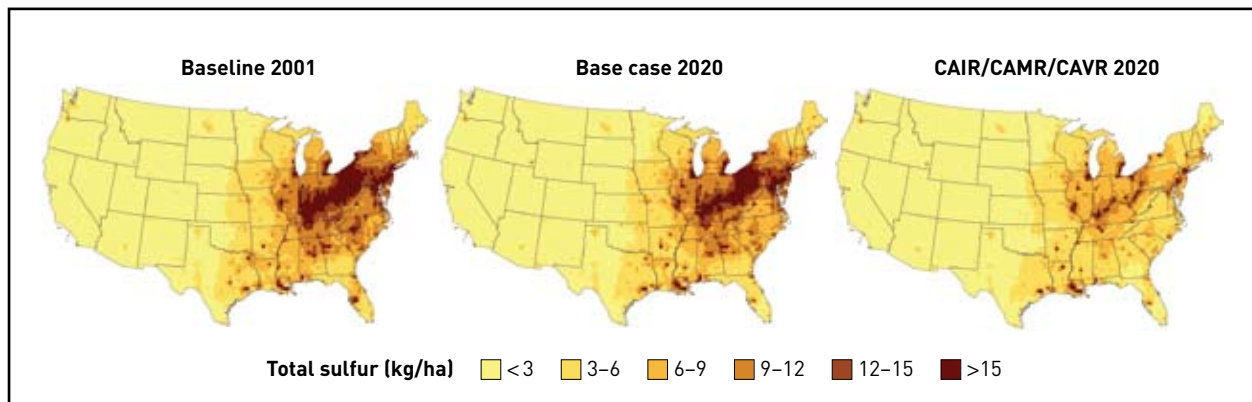 Baseline 2001
Base case 2020
CAIR/CAMR/CAVR 2020
Total sulfur (kg/ha) <3 3–6 6–9 9–12 12–15 >15